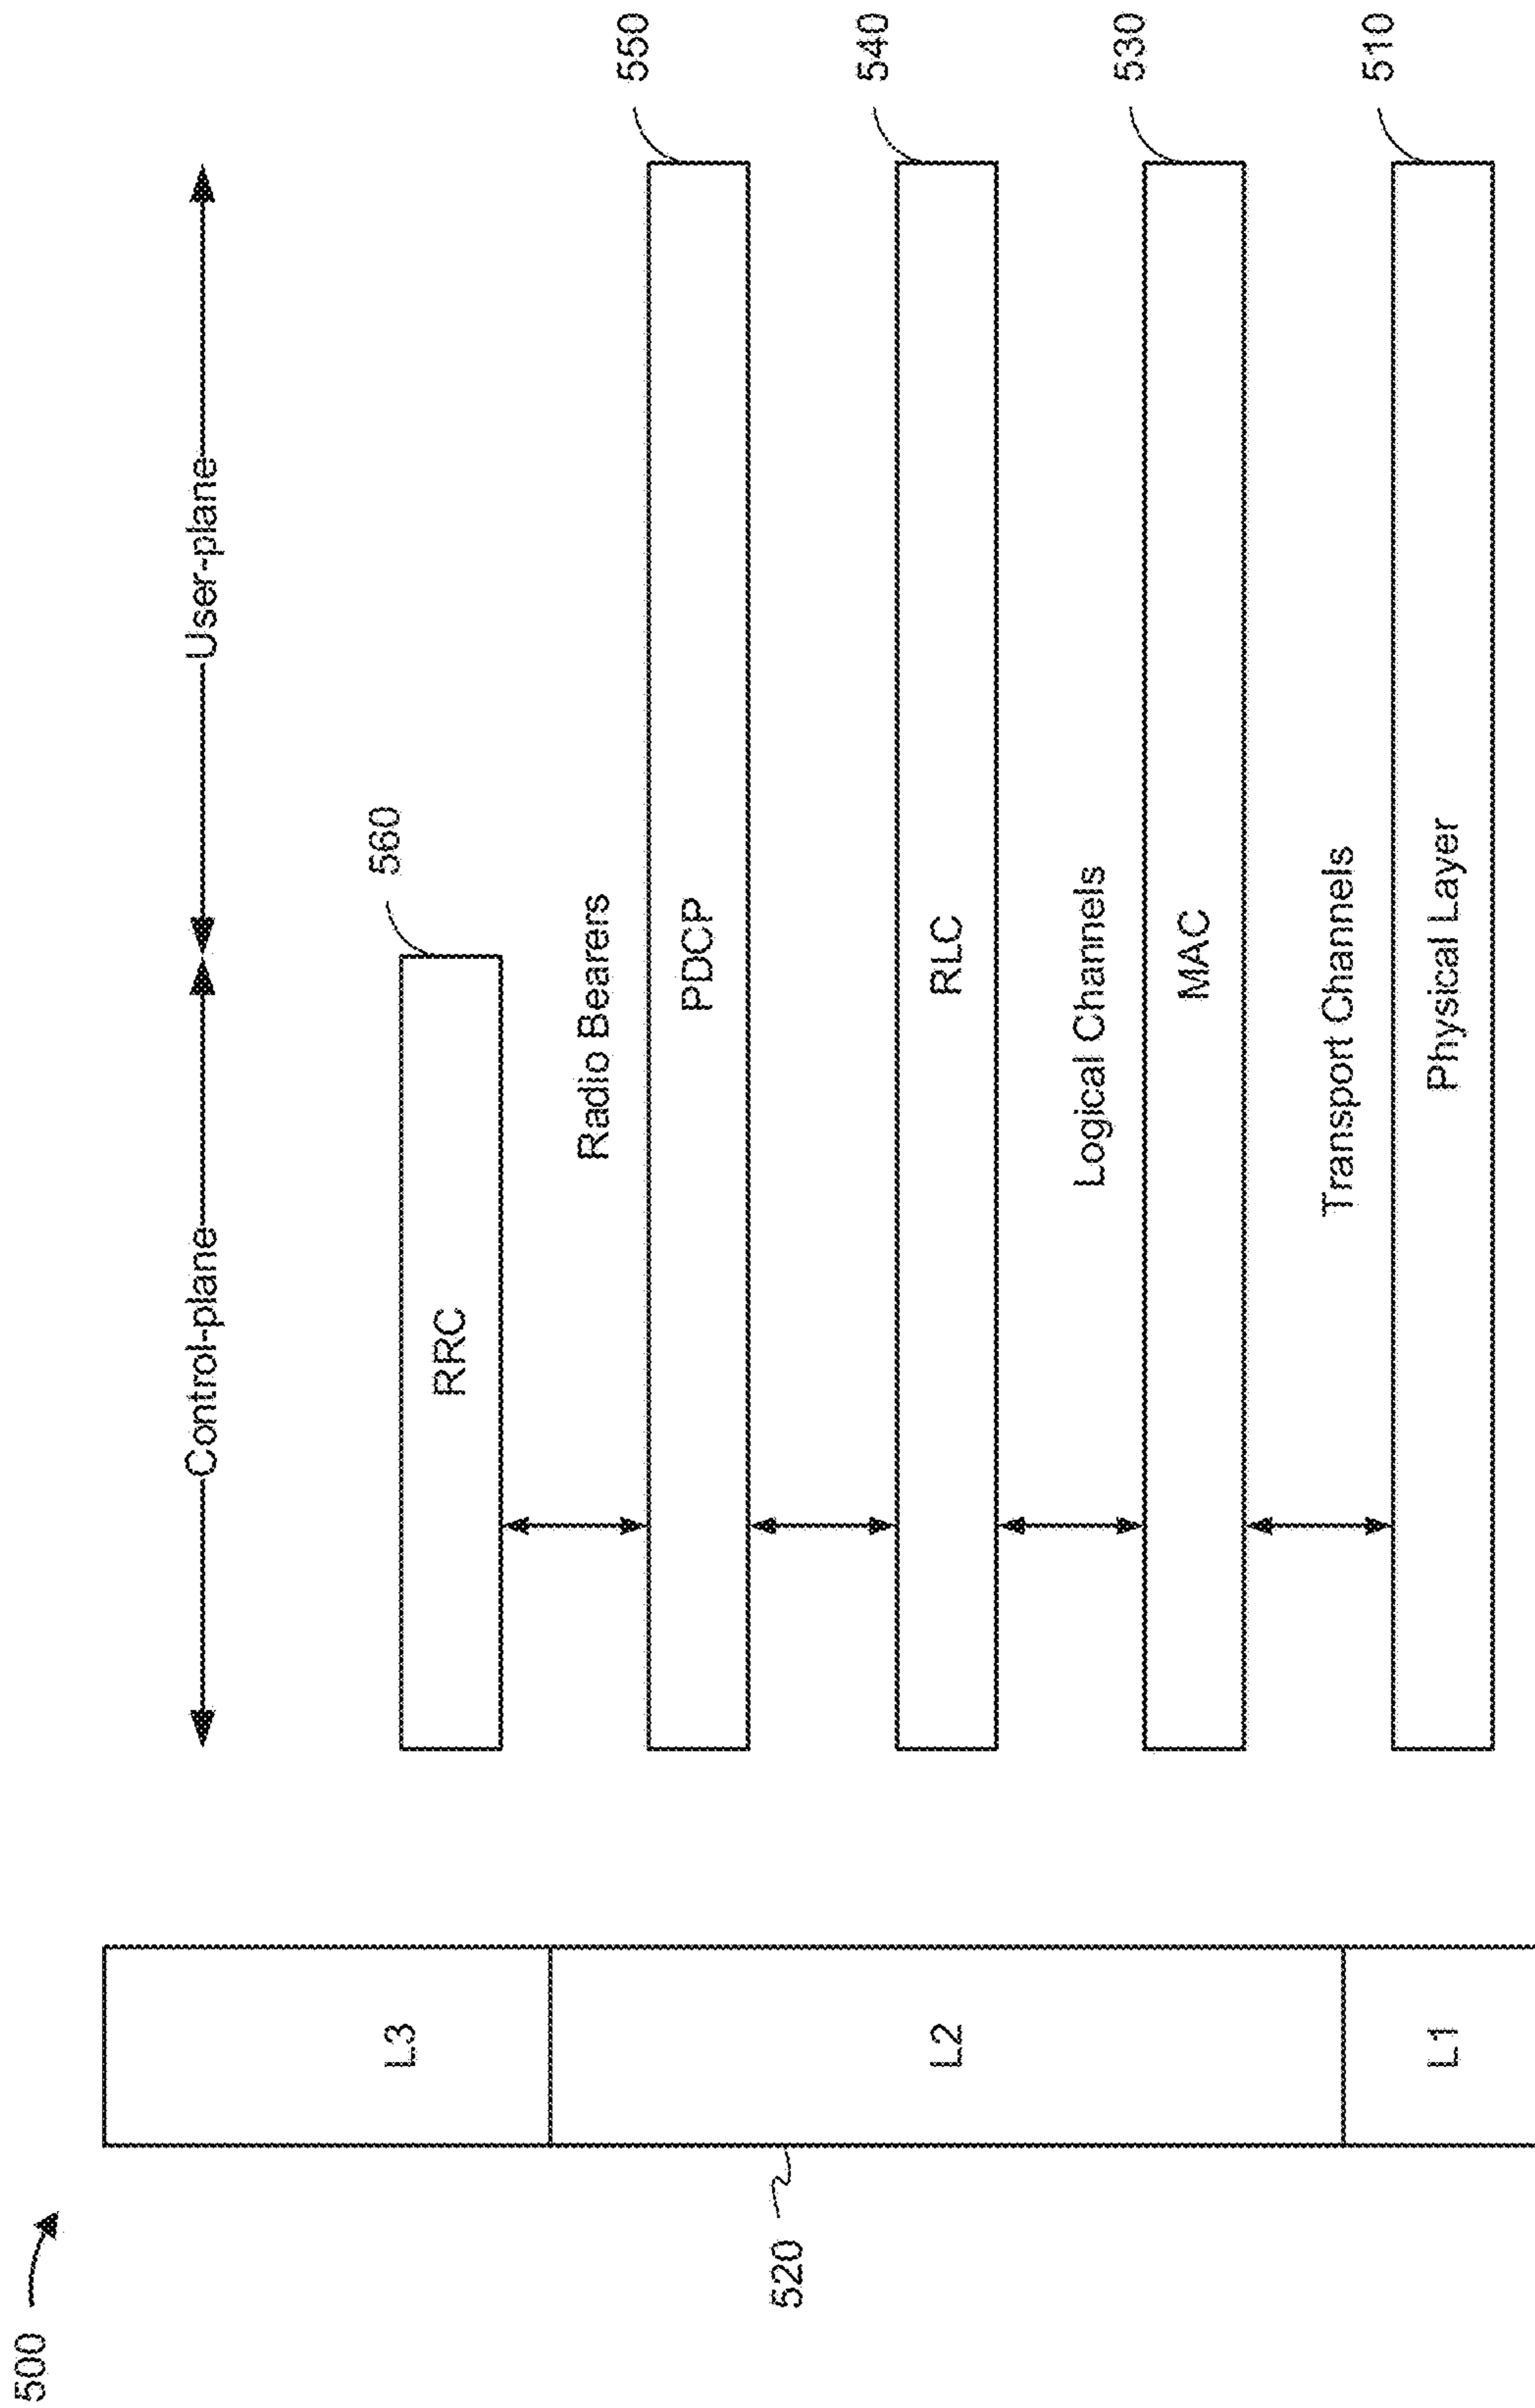 500
Control-plane
User-plane
L3
RRC
560
Radio Bearers
520
PDCP
550
L2
RLC
540
Logical Channels
MAC
530
Transport Channels
L1
Physical Layer
510